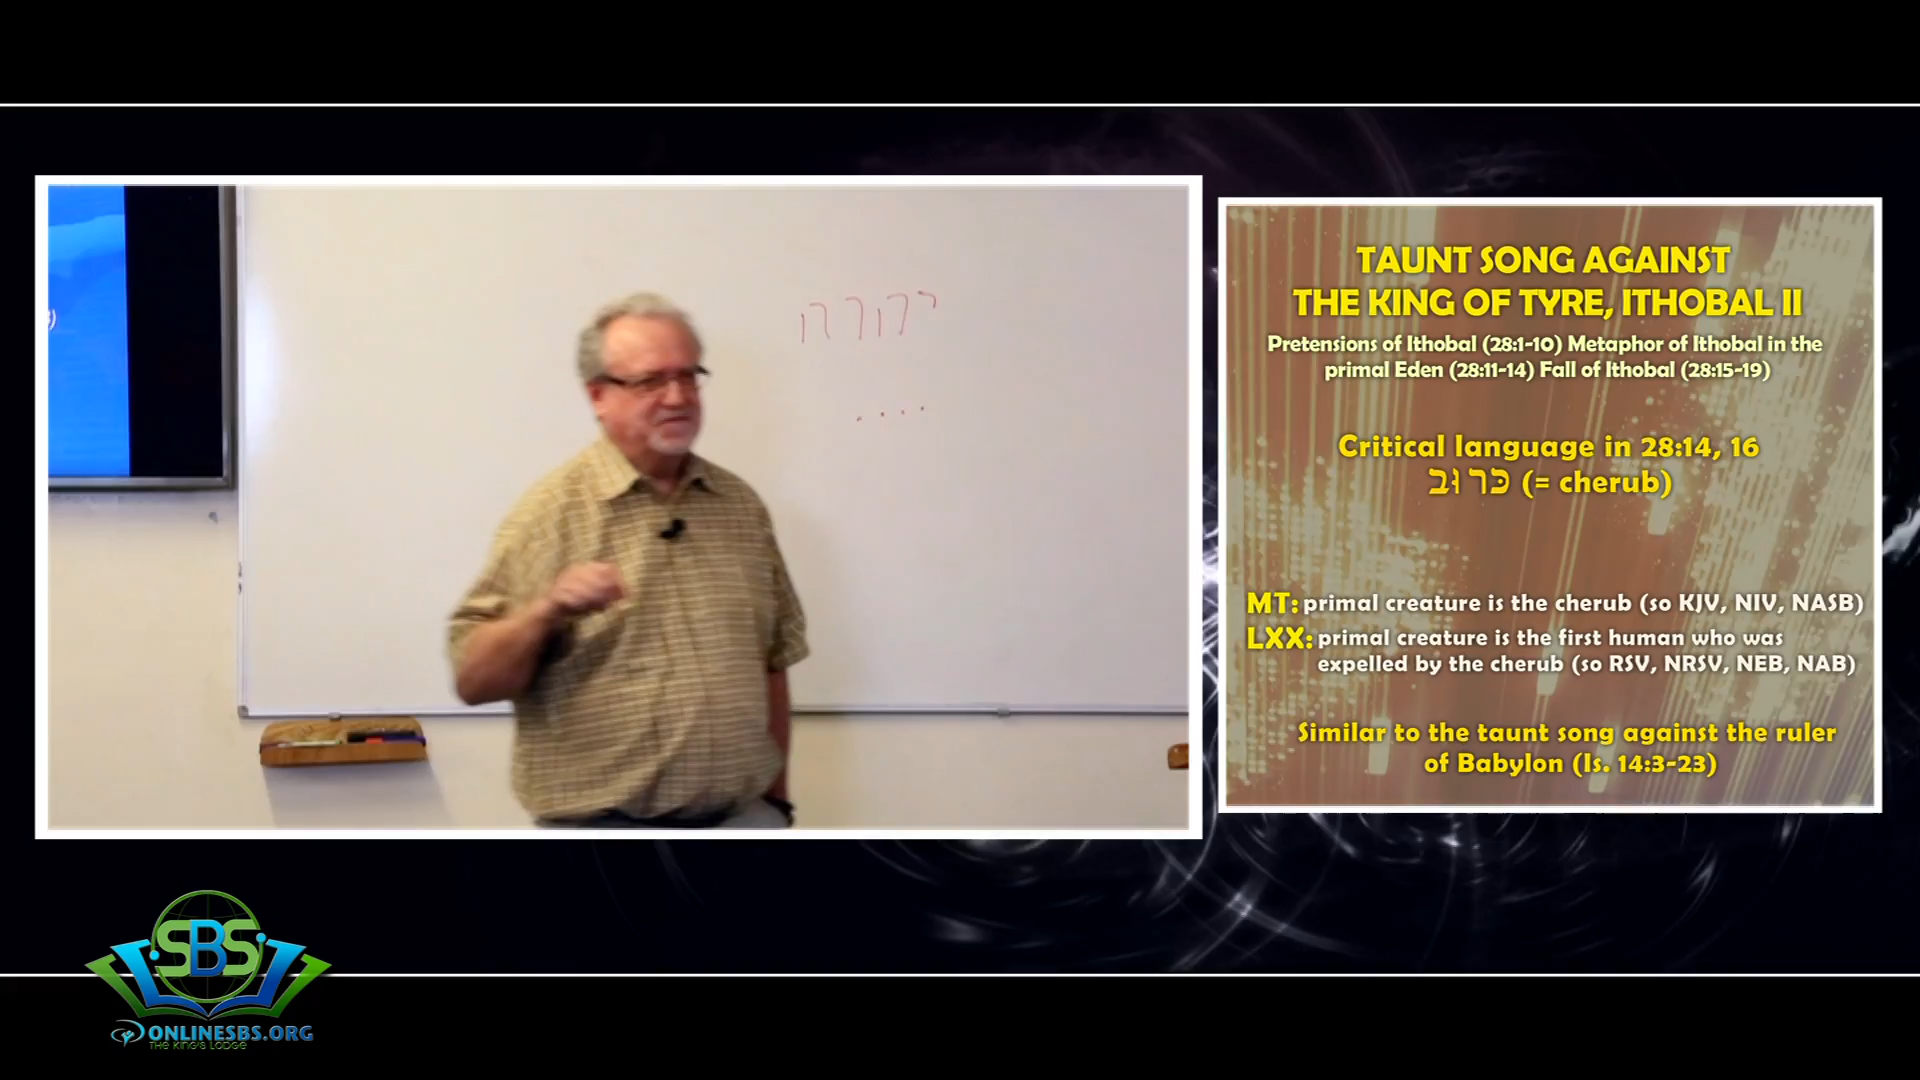 TAUNT SONG AGAINST
THE KING OF TYRE, ITHOBAL II
Pretensions of Ithobal (28:1-10) Metaphor of Ithobal in the
primal Eden (28:11-14) Fall of Ithobal (28:15-19)
Critical language in 28:14, 16
כּרוּב (= cherub)
MT: primal creature is the cherub (so KJV, NIV, NASB)
LXX: primal creature is the first human who was
expelled by the cherub (so RSV, NRSV, NEB, NAB)
Similar to the taunt song against the ruler
of Babylon (Is. 14:3-23)
SBS
ONLINESBS.ORG
THE KING'S LODGE